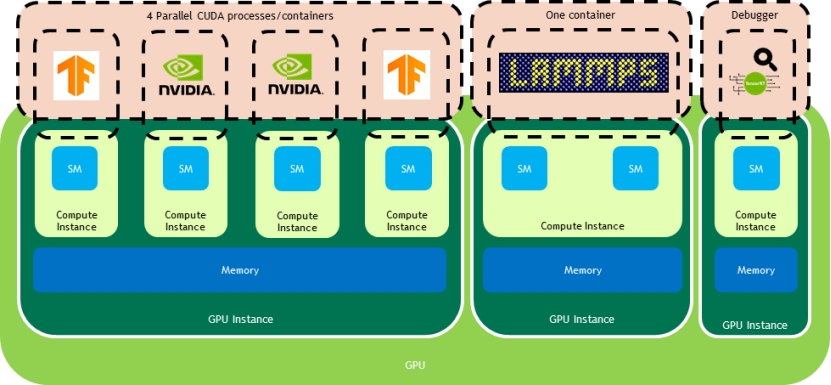 4 Parallel CUDA processes/containers
One container
Debugger
NVIDIA.
NVIDIA.
LAMMPS
TensorRT
SM
SM
SM
SM
SM
SM
SM
Compute
Instance
Compute
Instance
Compute
Instance
Compute
Instance
Compute Instance
Compute
Instance
Memory
Memory
Memory
GPU Instance
GPU Instance
GPU Instance
GPU